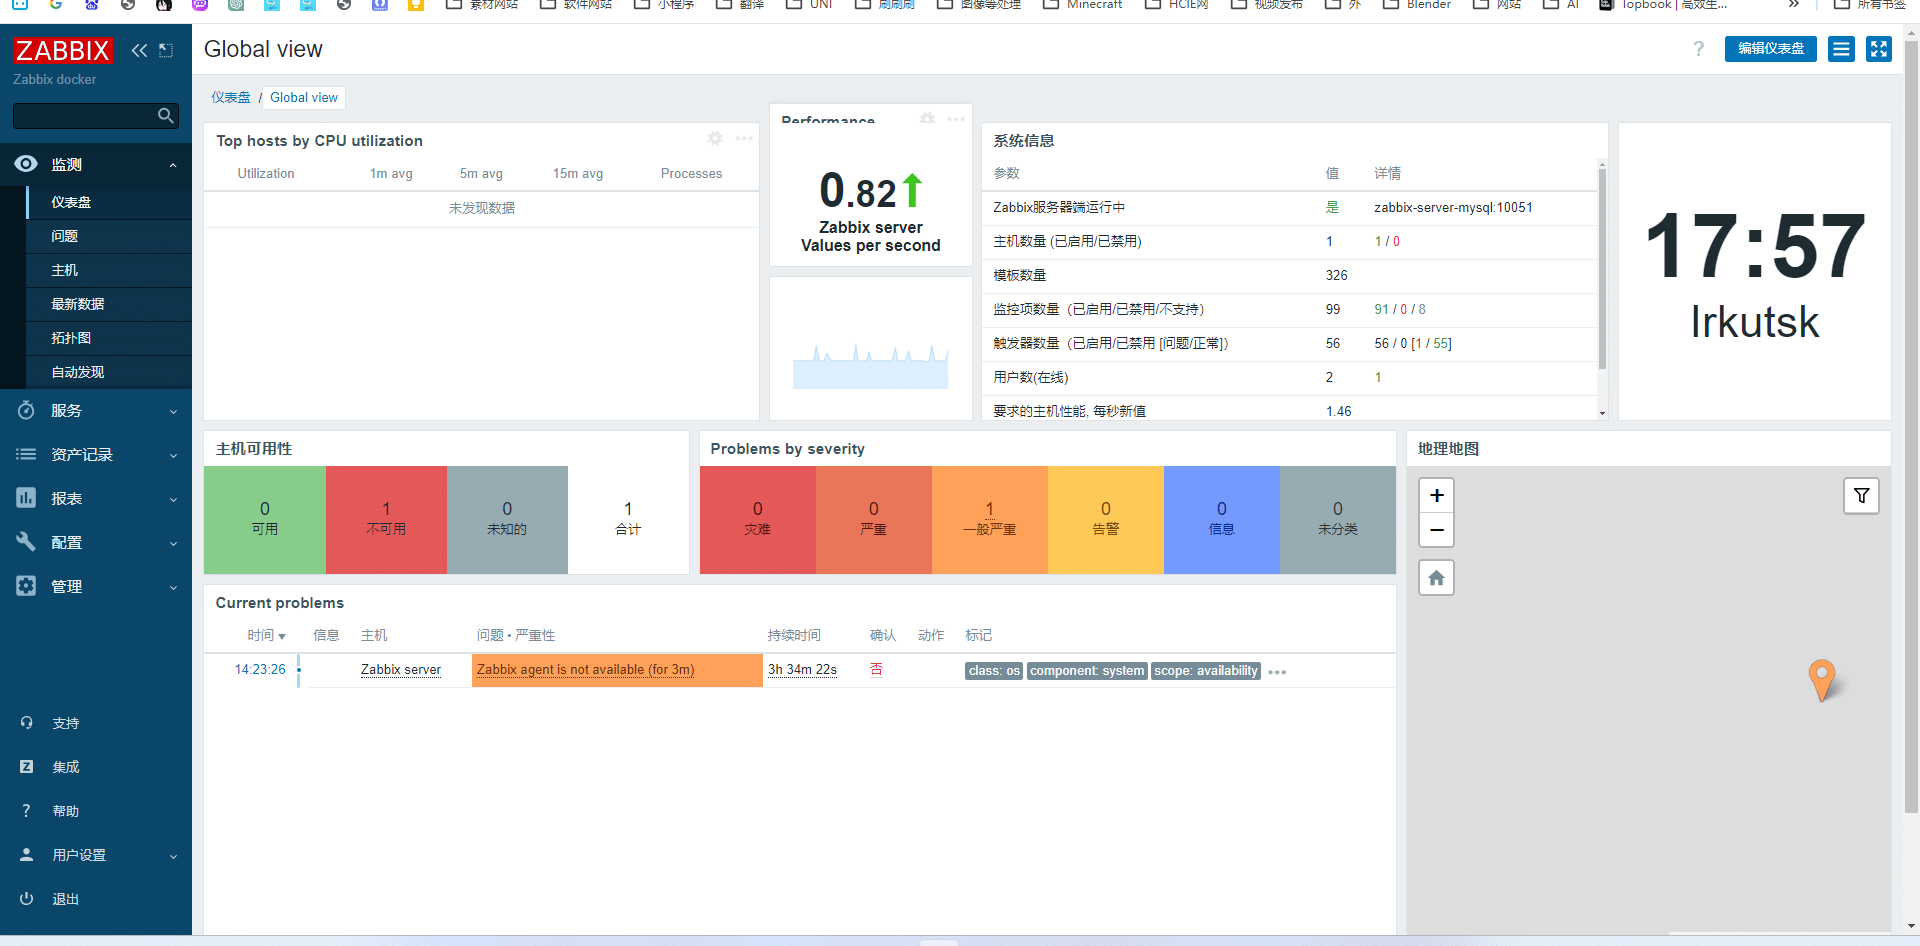 素材网站 软件网站 小程序 翻译 UNI 刷刷刷 图像等处理 Minecraft HCIE网 视频发布 外 Blender 网站 AI Topbook | 高效生... » 所有书签
ZABBIX
Zabbix docker
监测
仪表盘
问题
主机
最新数据
拓扑图
自动发现
服务
资产记录
报表
配置
管理
支持
集成
帮助
用户设置
退出
Global view
? 编辑仪表盘
仪表盘 / Global view
Top hosts by CPU utilization
Utilization 1m avg 5m avg 15m avg Processes
未发现数据
Performance
0.82
Zabbix server
Values per second
系统信息
参数 值 详情
Zabbix服务器端运行中 是 zabbix-server-mysql:10051
主机数量 (已启用/已禁用) 1 1 / 0
模板数量 326
监控项数量（已启用/已禁用/不支持） 99 91 / 0 / 8
触发器数量（已启用/已禁用 [问题/正常]） 56 56 / 0 [1 / 55]
用户数(在线) 2 1
要求的主机性能, 每秒新值 1.46
17:57
Irkutsk
主机可用性
0 1 0 1
可用 不可用 未知的 合计
Problems by severity
0 0 1 0 0 0
灾难 严重 一般严重 告警 信息 未分类
地理地图
+
−
Current problems
时间 信息 主机 问题 • 严重性 持续时间 确认 动作 标记
14:23:26 Zabbix server Zabbix agent is not available (for 3m) 3h 34m 22s 否 class: os component: system scope: availability